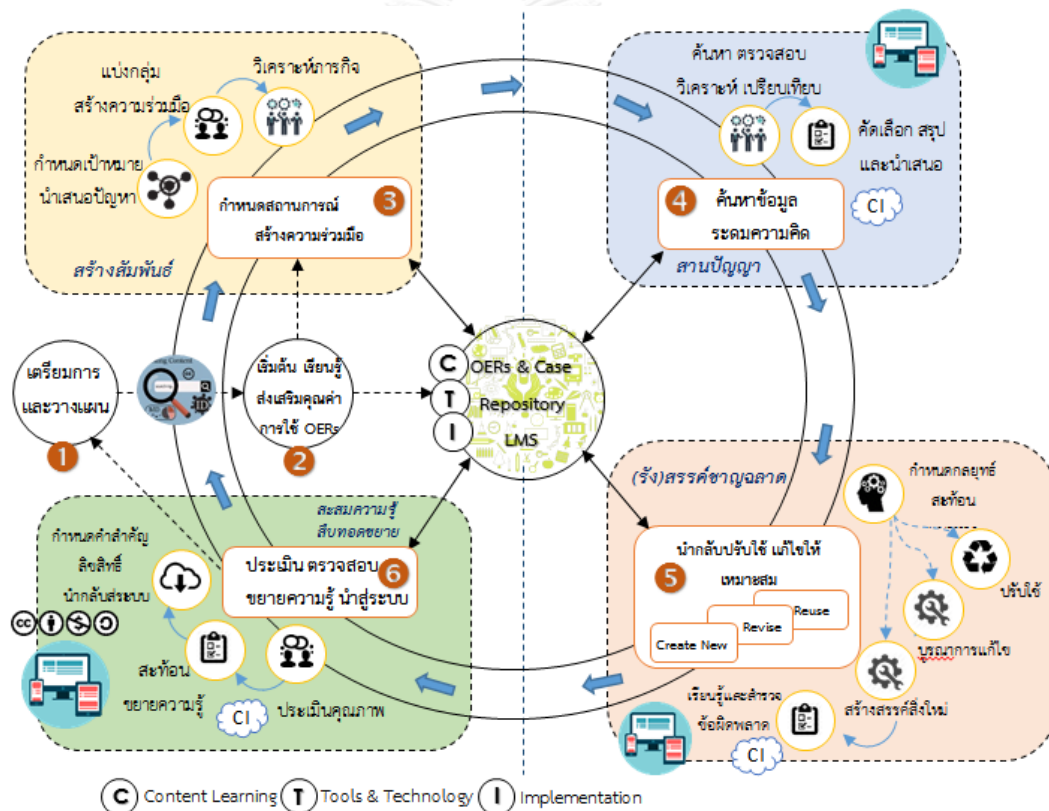 แบ่งกลุ่ม
สร้างความร่วมมือ
วิเคราะห์ภารกิจ
กำหนดเป้าหมาย
นำเสนอปัญหา
3
กำหนดสถานการณ์
สร้างความร่วมมือ
สร้างสัมพันธ์
ค้นหา ตรวจสอบ
วิเคราะห์ เปรียบเทียบ
คัดเลือก สรุป
และนำเสนอ
CI
4
ค้นหาข้อมูล
ระดมความคิด
สานปัญญา
เตรียมการ
และวางแผน
1
เริ่มต้น เรียนรู้
ส่งเสริมคุณค่า
การใช้ OERs
2
C
T
I
OERs & Case
Repository
LMS
(รัง)สรรค์ชาญฉลาด
กำหนดกลยุทธ์
สะท้อน
ปรับใช้
บูรณาการแก้ไข
สร้างสรรค์สิ่งใหม่
5
นำกลับปรับใช้ แก้ไขให้
เหมาะสม
Reuse
Revise
Create New
เรียนรู้และสำรวจ
ข้อผิดพลาด
CI
สะสมความรู้
สืบทอดขยาย
กำหนดคำสำคัญ
ลิขสิทธิ์
นำกลับสู่ระบบ
cc
6
ประเมิน ตรวจสอบ
ขยายความรู้ นำสู่ระบบ
สะท้อน
ขยายความรู้
CI
ประเมินคุณภาพ
C Content Learning T Tools & Technology I Implementation